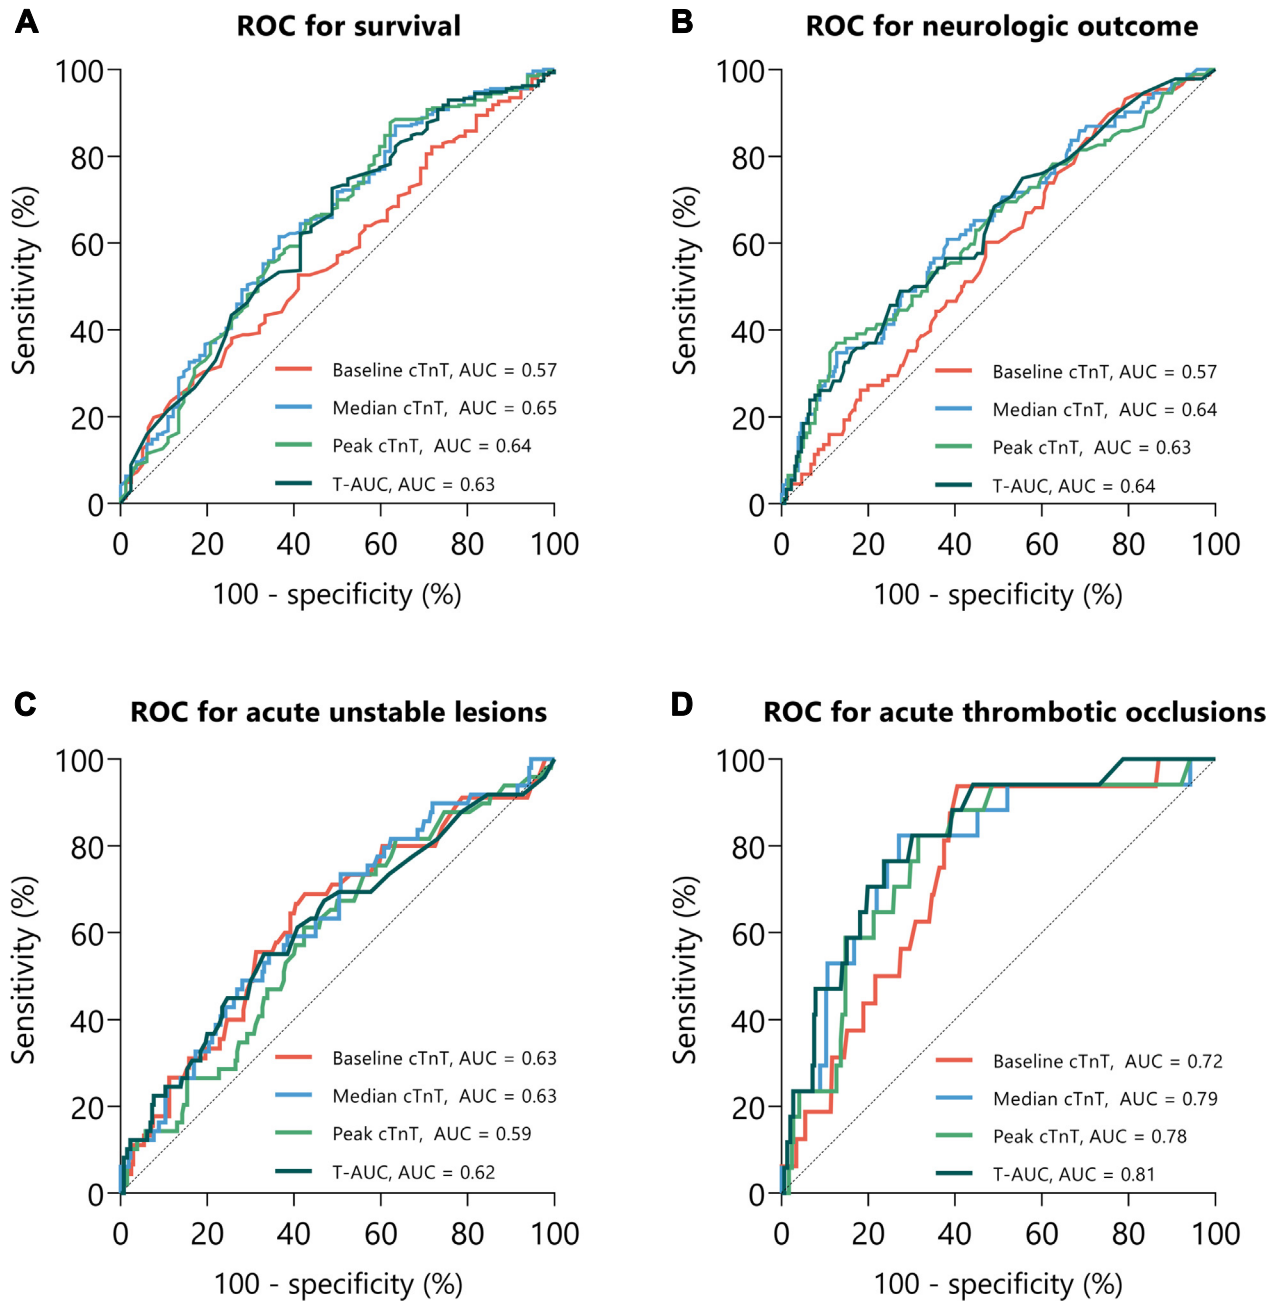 A
ROC for survival
100
80
60
40
20
0
Sensitivity (%)
Baseline cTnT, AUC = 0.57
Median cTnT, AUC = 0.65
Peak cTnT, AUC = 0.64
T-AUC, AUC = 0.63
0 20 40 60 80 100
100 - specificity (%)
B
ROC for neurologic outcome
100
80
60
40
20
0
Sensitivity (%)
Baseline cTnT, AUC = 0.57
Median cTnT, AUC = 0.64
Peak cTnT, AUC = 0.63
T-AUC, AUC = 0.64
0 20 40 60 80 100
100 - specificity (%)
C
ROC for acute unstable lesions
100
80
60
40
20
0
Sensitivity (%)
Baseline cTnT, AUC = 0.63
Median cTnT, AUC = 0.63
Peak cTnT, AUC = 0.59
T-AUC, AUC = 0.62
0 20 40 60 80 100
100 - specificity (%)
D
ROC for acute thrombotic occlusions
100
80
60
40
20
0
Sensitivity (%)
Baseline cTnT, AUC = 0.72
Median cTnT, AUC = 0.79
Peak cTnT, AUC = 0.78
T-AUC, AUC = 0.81
0 20 40 60 80 100
100 - specificity (%)